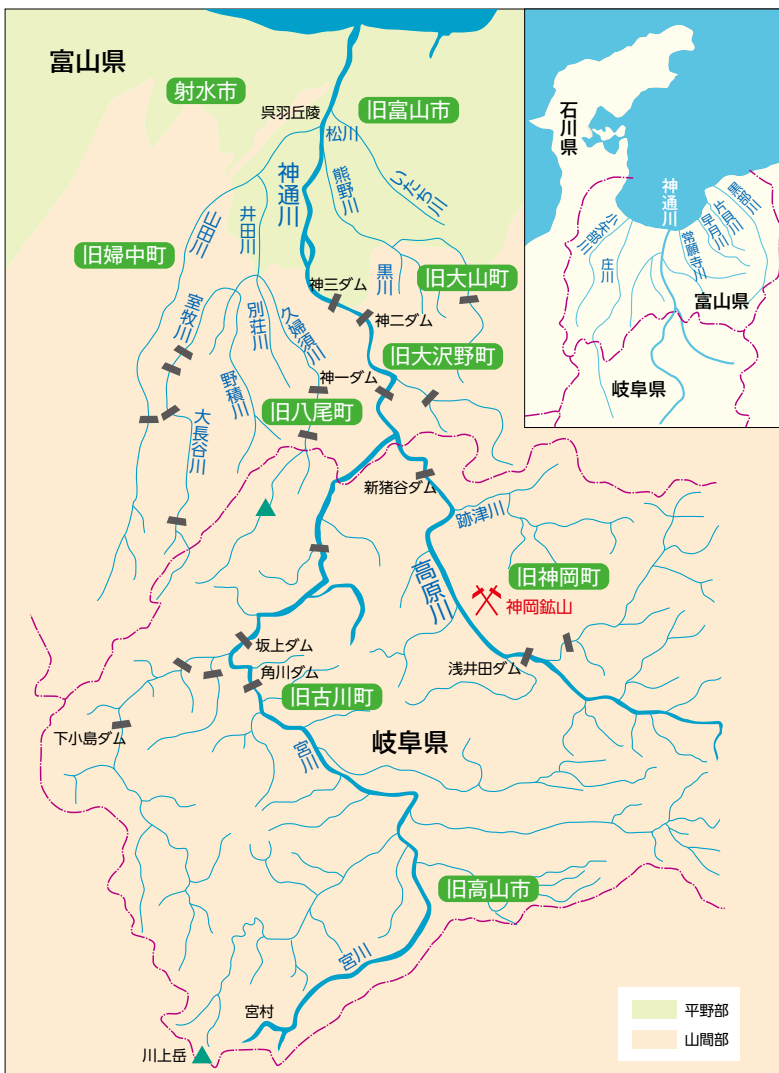 富山県
射水市
呉羽丘陵
旧富山市
松川
神通川
熊野川
いたち川
山田川
井田川
旧婦中町
黒川
旧大山町
神三ダム
神二ダム
室牧川
別荘川
久婦須川
旧大沢野町
神一ダム
野積川
旧八尾町
大長谷川
新猪谷ダム
跡津川
高原川
旧神岡町
神岡鉱山
坂上ダム
浅井田ダム
角川ダム
旧古川町
下小島ダム
宮川
岐阜県
旧高山市
宮川
宮村
川上岳
平野部
山間部
石川県
神通川
小矢部川
庄川
常願寺川
早月川
片貝川
黒部川
富山県
岐阜県